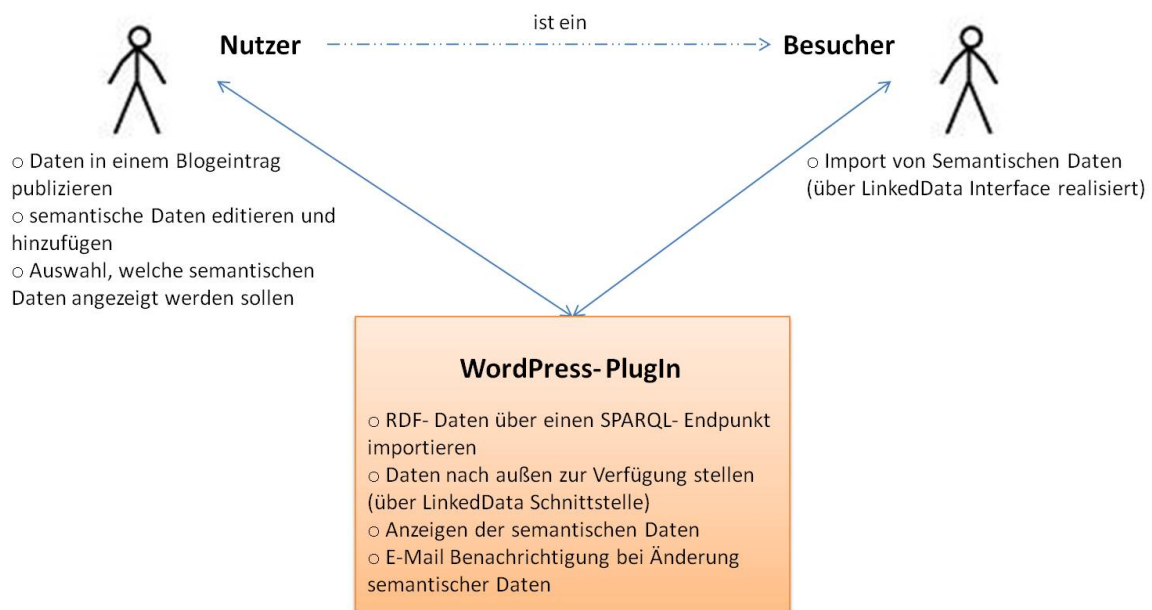 ist ein
Nutzer
Besucher
○ Daten in einem Blogeintrag
publizieren
○ semantische Daten editieren und
hinzufügen
○ Auswahl, welche semantischen
Daten angezeigt werden sollen
○ Import von Semantischen Daten
(über LinkedData Interface realisiert)
WordPress- PlugIn
○ RDF- Daten über einen SPARQL- Endpunkt
importieren
○ Daten nach außen zur Verfügung stellen
(über LinkedData Schnittstelle)
○ Anzeigen der semantischen Daten
○ E-Mail Benachrichtigung bei Änderung
semantischer Daten